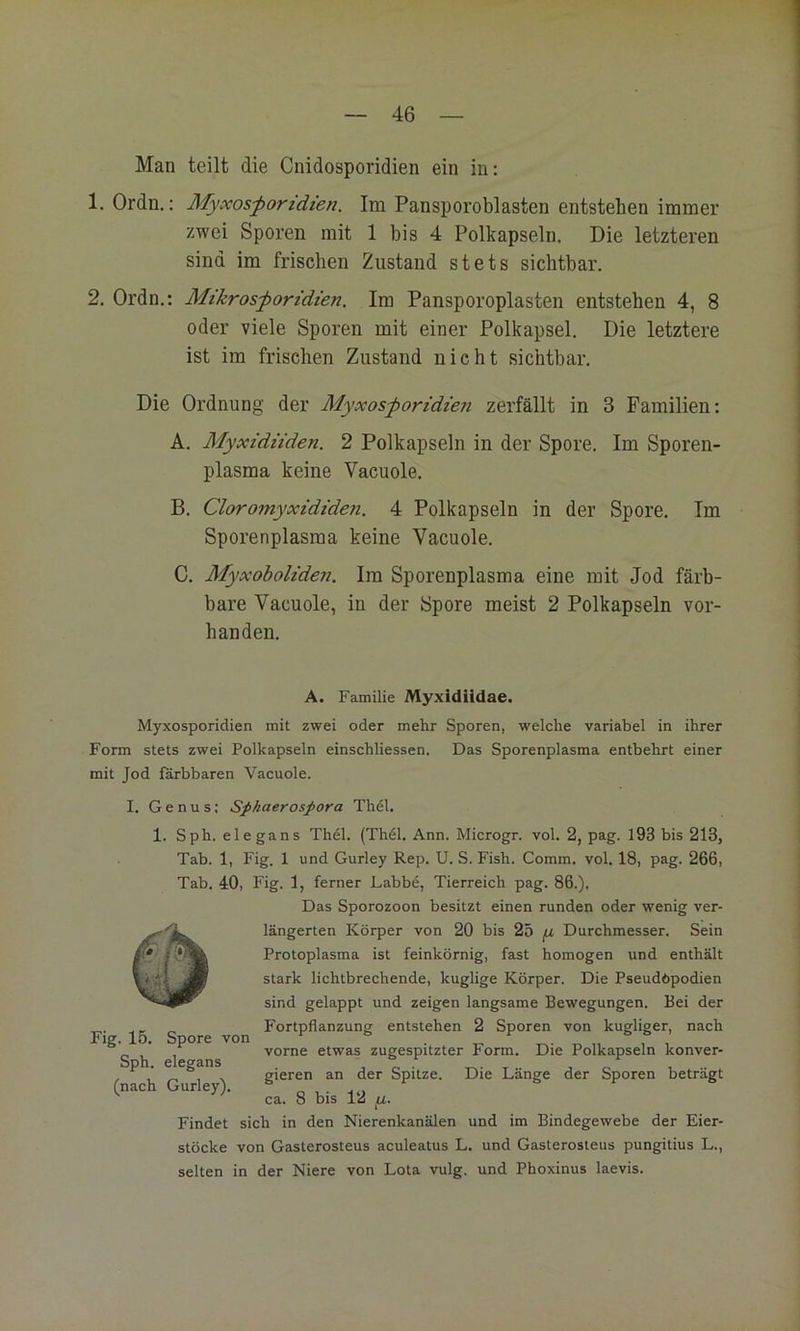 — 46 —
Man teilt die Cnidosporidien ein in:
1. Ordn.: Myxosporidien. Im Pansporoblasten entstehen immer
zwei Sporen mit 1 bis 4 Polkapseln. Die letzteren
sind im frischen Zustand stets sichtbar.
2. Ordn.: Mikrosporidien. Im Pansporoplasten entstehen 4, 8
oder viele Sporen mit einer Polkapsel. Die letztere
ist im frischen Zustand nicht sichtbar.
Die Ordnung der Myxosporidien zerfällt in 3 Familien:
A. Myxidiiden. 2 Polkapseln in der Spore. Im Sporen-
plasma keine Vacuole.
B. Cloromyxididen. 4 Polkapseln in der Spore. Im
Sporenplasma keine Vacuole.
C. Myxoboliden. Im Sporenplasma eine mit Jod färb-
bare Vacuole, in der Spore meist 2 Polkapseln vor-
handen.
A. Familie Myxidiidae.
Myxosporidien mit zwei oder mehr Sporen, welche variabel in ihrer
Form stets zwei Polkapseln einschliessen. Das Sporenplasma entbehrt einer
mit Jod färbbaren Vacuole.
I. Genus: Sphaerospora Thél.
1. Sph. elegans Thél. (Thél. Ann. Microgr. vol. 2, pag. 193 bis 213,
Tab. 1, Fig. 1 und Gurley Rep. U. S. Fish. Comm. vol. 18, pag. 266,
Tab. 40, Fig. 1, ferner Labbé, Tierreich pag. 86.).
Das Sporozoon besitzt einen runden oder wenig ver-
längerten Körper von 20 bis 25 µ Durchmesser. Sein
Protoplasma ist feinkörnig, fast homogen und enthält
stark lichtbrechende, kuglige Körper. Die Pseudopodien
sind gelappt und zeigen langsame Bewegungen. Bei der
Fortpflanzung entstehen 2 Sporen von kugliger, nach
vorne etwas zugespitzter Form. Die Polkapseln konver-
gieren an der Spitze. Die Länge der Sporen beträgt
ca. 8 bis 12 µ.
Fig. 15. Spore von
Sph. elegans
(nach Gurley).
Findet sich in den Nierenkanälen und im Bindegewebe der Eier-
stöcke von Gasterosteus aculeatus L. und Gasterosteus pungitius L.,
selten in der Niere von Lota vulg. und Phoxinus laevis.